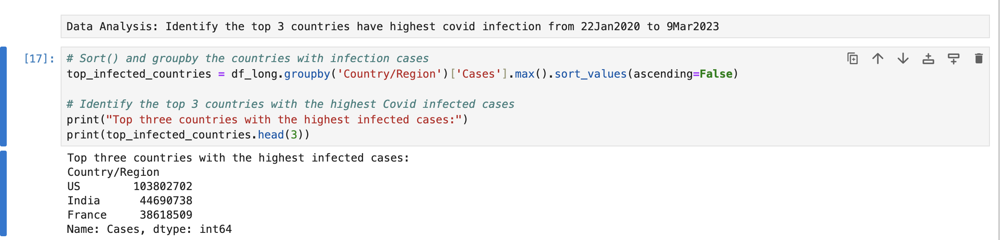 Data Analysis: Identify the top 3 countries have highest covid infection from 22Jan2020 to 9Mar2023
[17]:
# Sort() and groupby the countries with infection cases
top_infected_countries = df_long.groupby('Country/Region')['Cases'].max().sort_values(ascending=False)
# Identify the top 3 countries with the highest Covid infected cases
print("Top three countries with the highest infected cases:")
print(top_infected_countries.head(3))
Top three countries with the highest infected cases:
Country/Region
US        103802702
India      44690738
France     38618509
Name: Cases, dtype: int64